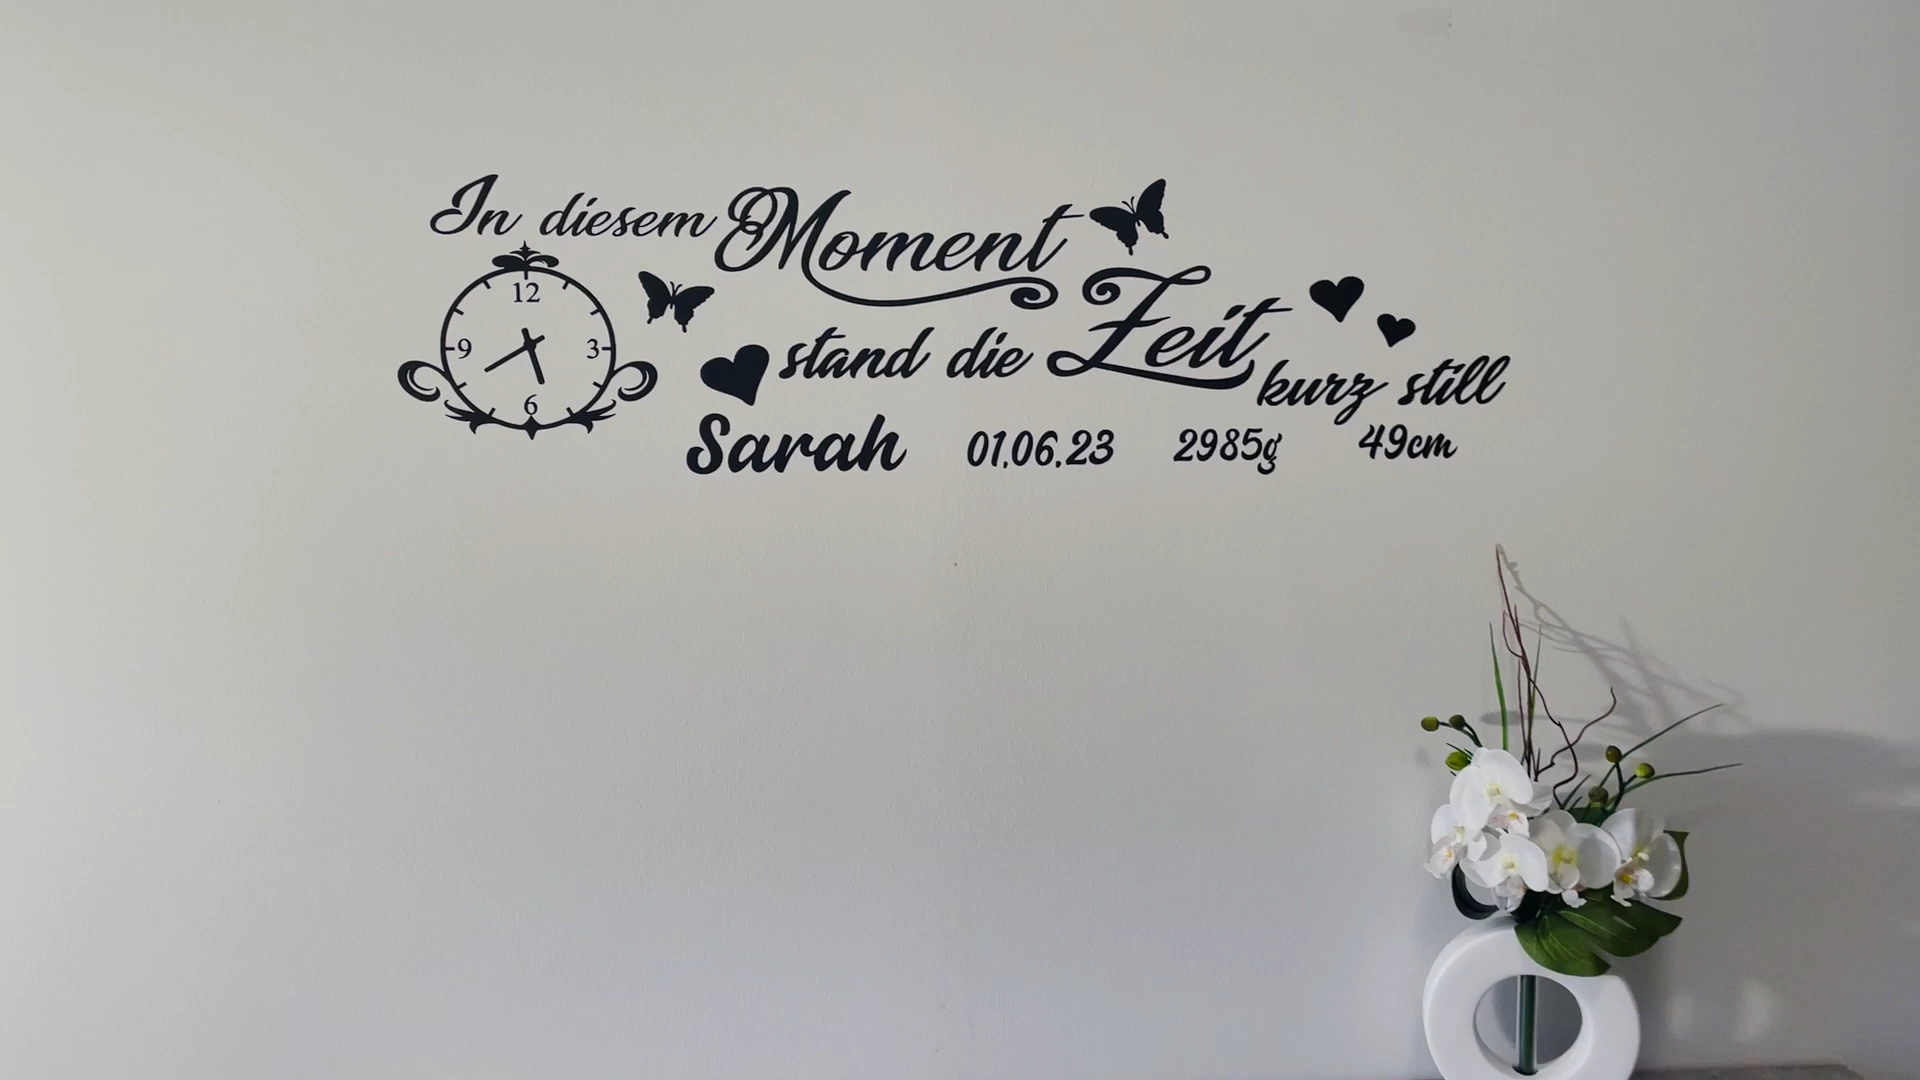 In diesem Moment
stand die Zeit kurz still
12
9 3
6
Sarah 01.06.23 2985g 49cm